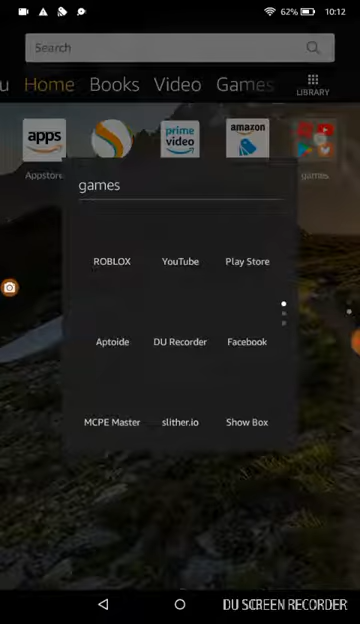 62% 10:12
Search
u Home Books Video Games
LIBRARY
apps prime video amazon
Appstore games
games
ROBLOX YouTube Play Store
Aptoide DU Recorder Facebook
MCPE Master slither.io Show Box
DU SCREEN RECORDER